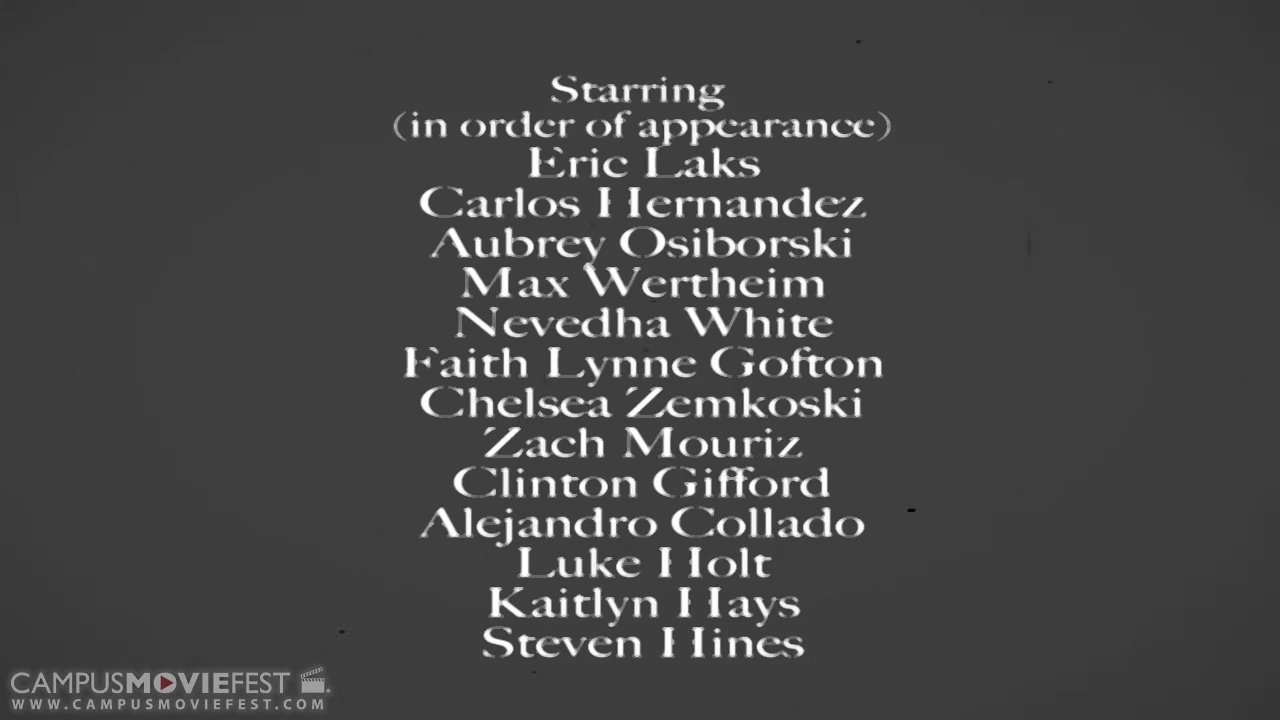 Starring
(in order of appearance)
Eric Laks
Carlos Hernandez
Aubrey Osiborski
Max Wertheim
Nevedha White
Faith Lynne Gofton
Chelsea Zemkoski
Zach Mouriz
Clinton Gifford
Alejandro Collado
Luke Holt
Kaitlyn Hays
Steven Hines
CAMPUSMOVIEFEST
WWW.CAMPUSMOVIEFEST.COM